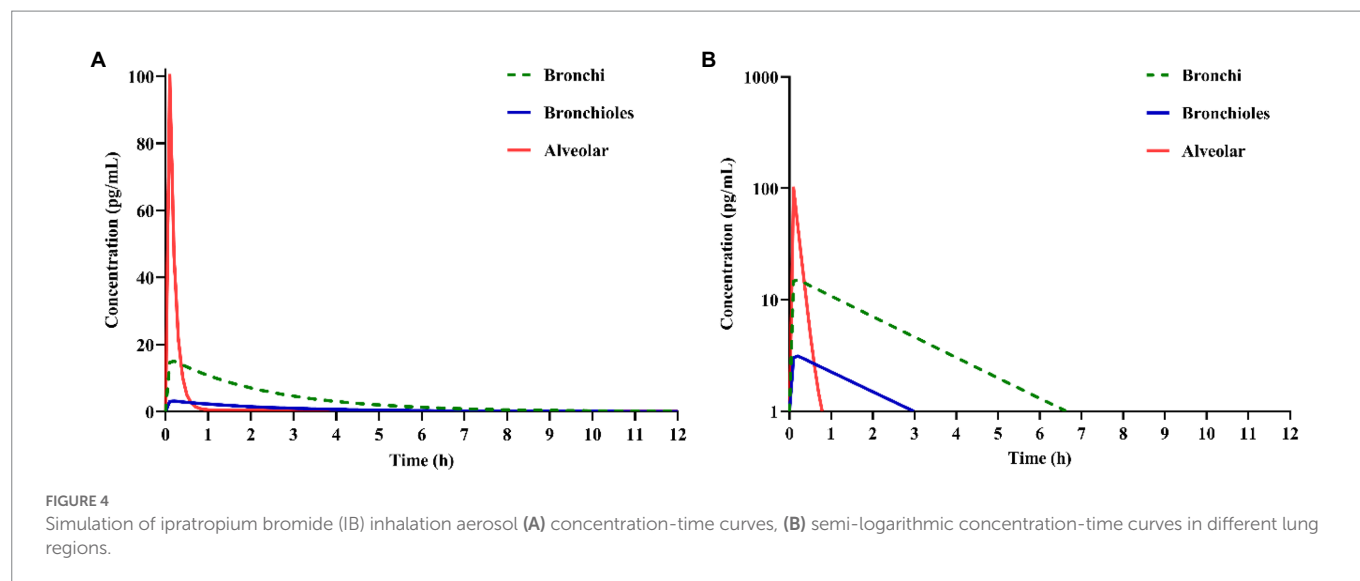 A
Concentration (pg/mL)
100
80
60
40
20
0
0 1 2 3 4 5 6 7 8 9 10 11 12
Time (h)
Bronchi
Bronchioles
Alveolar
B
Concentration (pg/mL)
1000
100
10
1
0 1 2 3 4 5 6 7 8 9 10 11 12
Time (h)
Bronchi
Bronchioles
Alveolar
FIGURE 4
Simulation of ipratropium bromide (IB) inhalation aerosol (A) concentration-time curves, (B) semi-logarithmic concentration-time curves in different lung
regions.